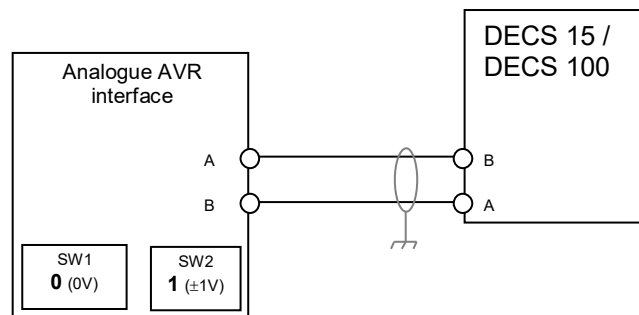 Analogue AVR
interface
A
B
SW1
0 (0V)
SW2
1 (±1V)
DECS 15 /
DECS 100
B
A